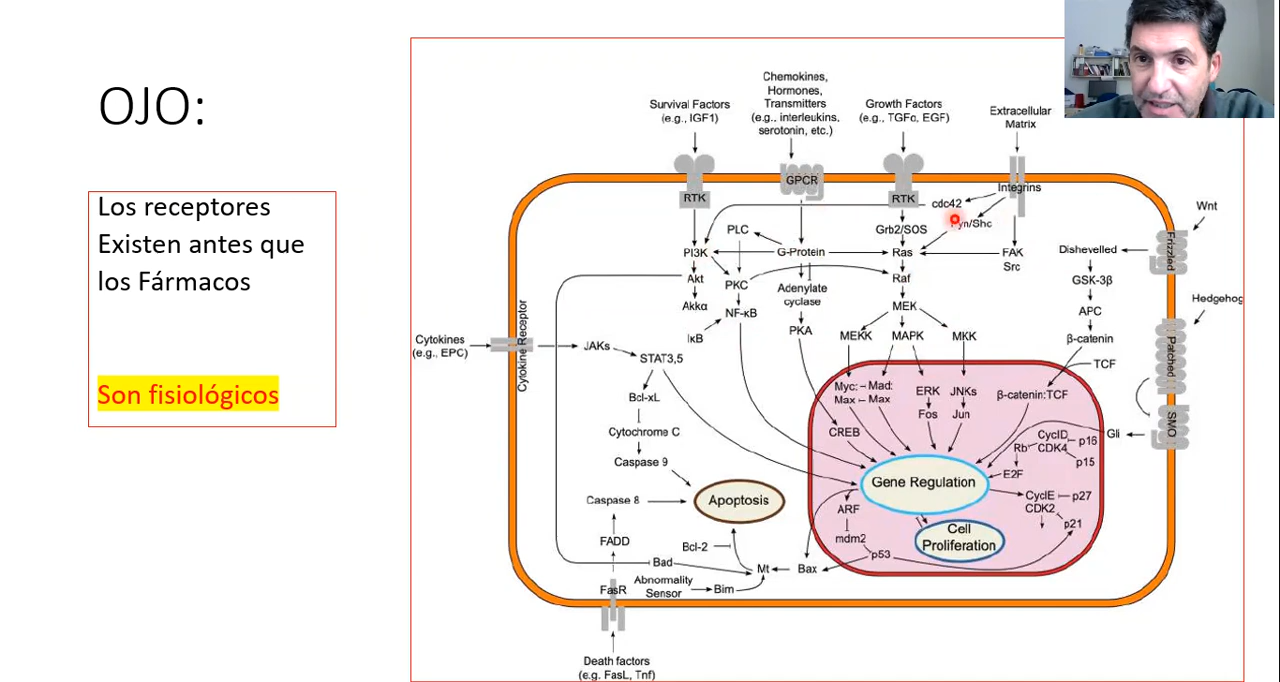 OJO:
Los receptores
Existen antes que
los Fármacos
Son fisiológicos
Survival Factors
(e.g., IGF1)
Chemokines,
Hormones,
Transmitters
(e.g., interleukins,
serotonin, etc.)
Growth Factors
(e.g., TGFα, EGF)
Extracellular
Matrix
GPCR
RTK
RTK
Integrins
cdc42
Wnt
PLC
Grb2/SOS
yn/Shc
Frizzled
PI3K
G-Protein
Ras
FAK
Src
Dishevelled
Akt
PKC
Adenylate
cyclase
Raf
GSK-3β
Hedgehog
Akkα
NF-κB
MEK
APC
IκB
PKA
MEKK
MAPK
MKK
β-catenin
Cytokines
(e.g., EPC)
Cytokine Receptor
JAKs
STAT3,5
TCF
Patched
Myc:
Mad:
Max
Max
ERK
JNKs
β-catenin:TCF
Bcl-xL
Fos
Jun
Cytochrome C
CREB
CycID
CDK4
p16
Rb
p15
Gli
SMO
Caspase 9
E2F
Gene Regulation
Caspase 8
Apoptosis
ARF
CyclE
CDK2
p27
p21
FADD
Bcl-2
mdm2
Cell
Proliferation
p53
Bad
Mt
Bax
FasR
Abnormality
Sensor
Bim
Death factors
(e.g. FasL, Tnf)